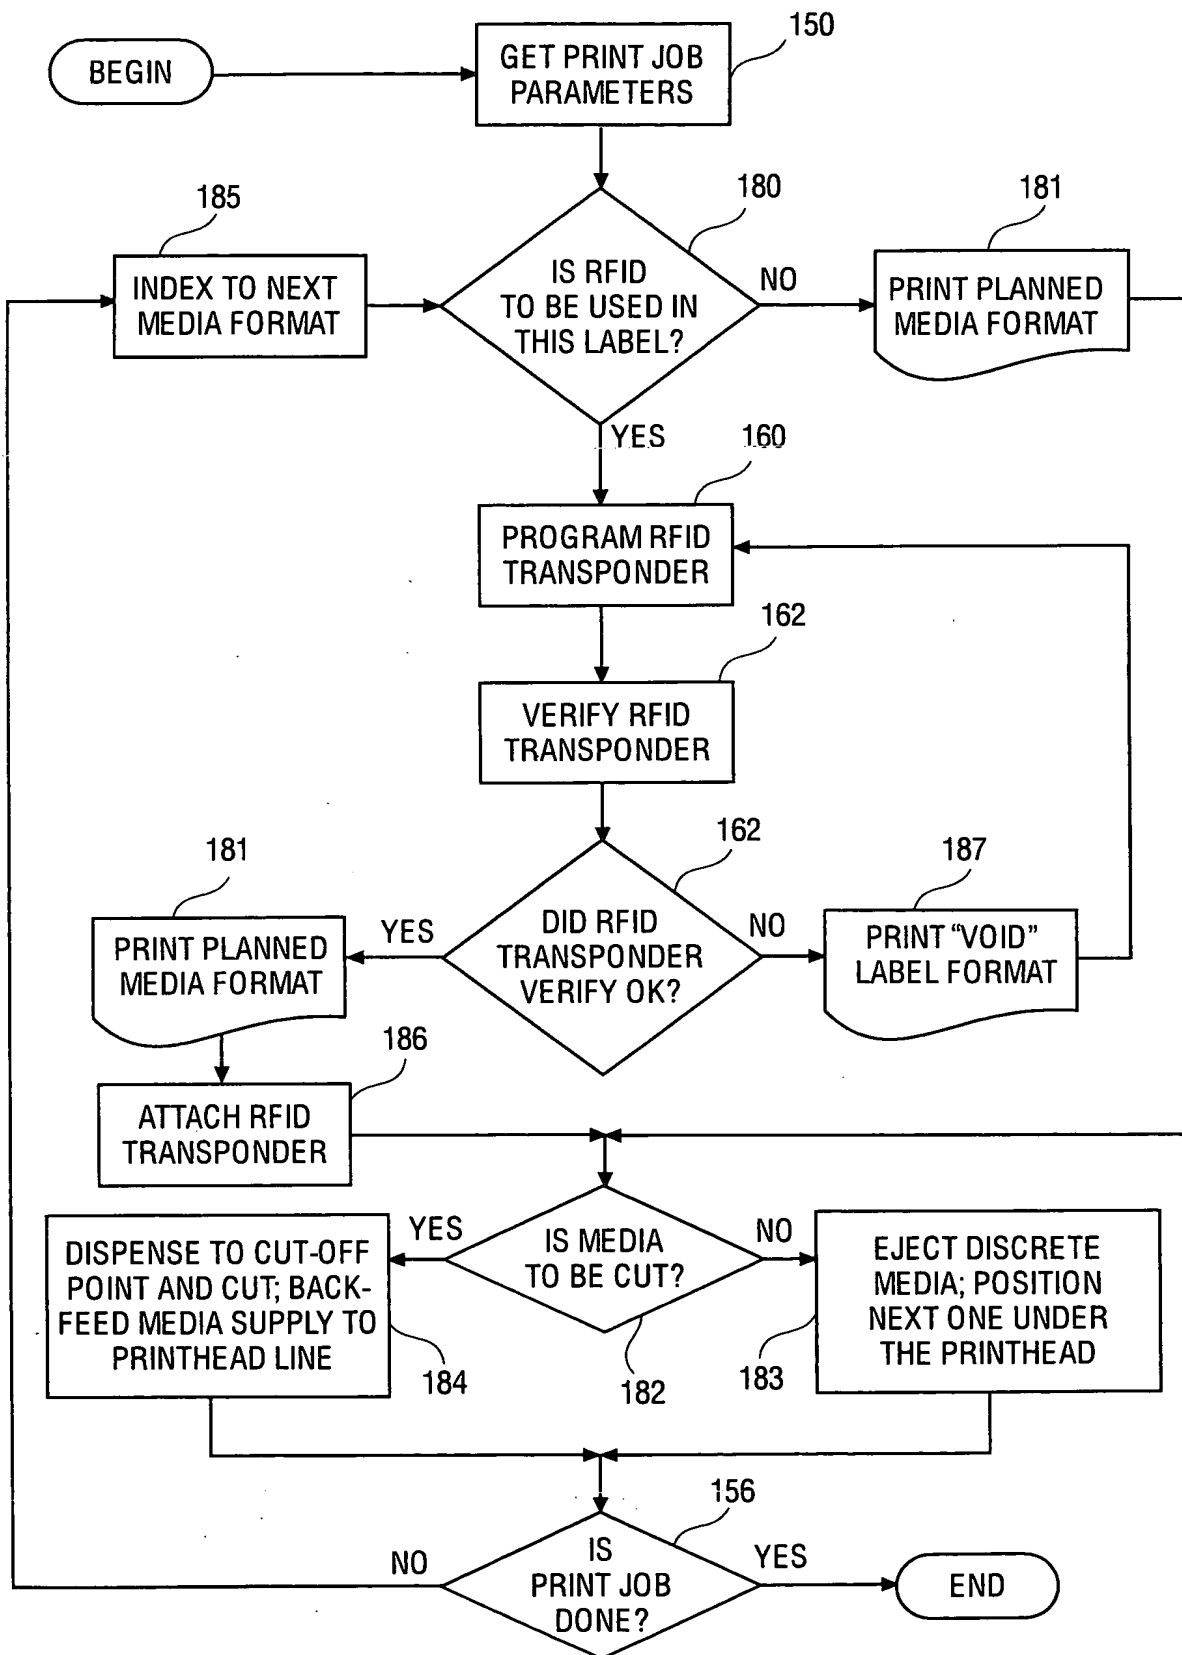 150
BEGIN
GET PRINT JOB
PARAMETERS
185
180
181
INDEX TO NEXT
MEDIA FORMAT
IS RFID
TO BE USED IN
THIS LABEL?
NO
PRINT PLANNED
MEDIA FORMAT
YES
160
PROGRAM RFID
TRANSPONDER
162
VERIFY RFID
TRANSPONDER
181
162
187
PRINT PLANNED
MEDIA FORMAT
YES
DID RFID
TRANSPONDER
VERIFY OK?
NO
PRINT “VOID”
LABEL FORMAT
186
ATTACH RFID
TRANSPONDER
DISPENSE TO CUT-OFF
POINT AND CUT; BACK-
FEED MEDIA SUPPLY TO
PRINTHEAD LINE
184
YES
IS MEDIA
TO BE CUT?
182
NO
EJECT DISCRETE
MEDIA; POSITION
NEXT ONE UNDER
THE PRINTHEAD
183
156
NO
IS
PRINT JOB
DONE?
YES
END